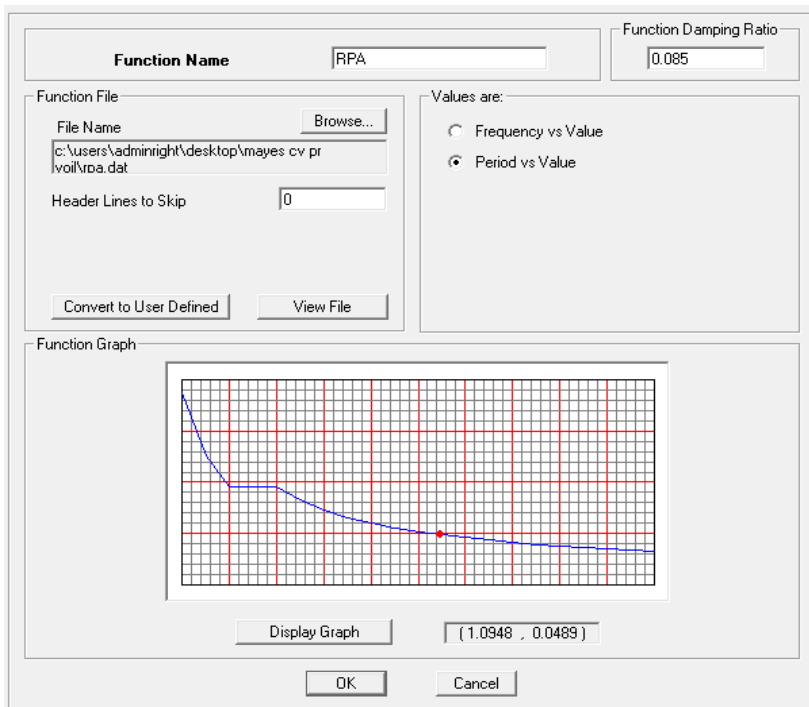 Function Name
RPA
Function Damping Ratio
0.085
Function File
File Name
Browse...
c:\users\adminright\desktop\mayes cv pr
voil\rpa.dat
Header Lines to Skip
0
Convert to User Defined
View File
Values are:
Frequency vs Value
Period vs Value
Function Graph
Display Graph
( 1.0948 , 0.0489 )
OK
Cancel